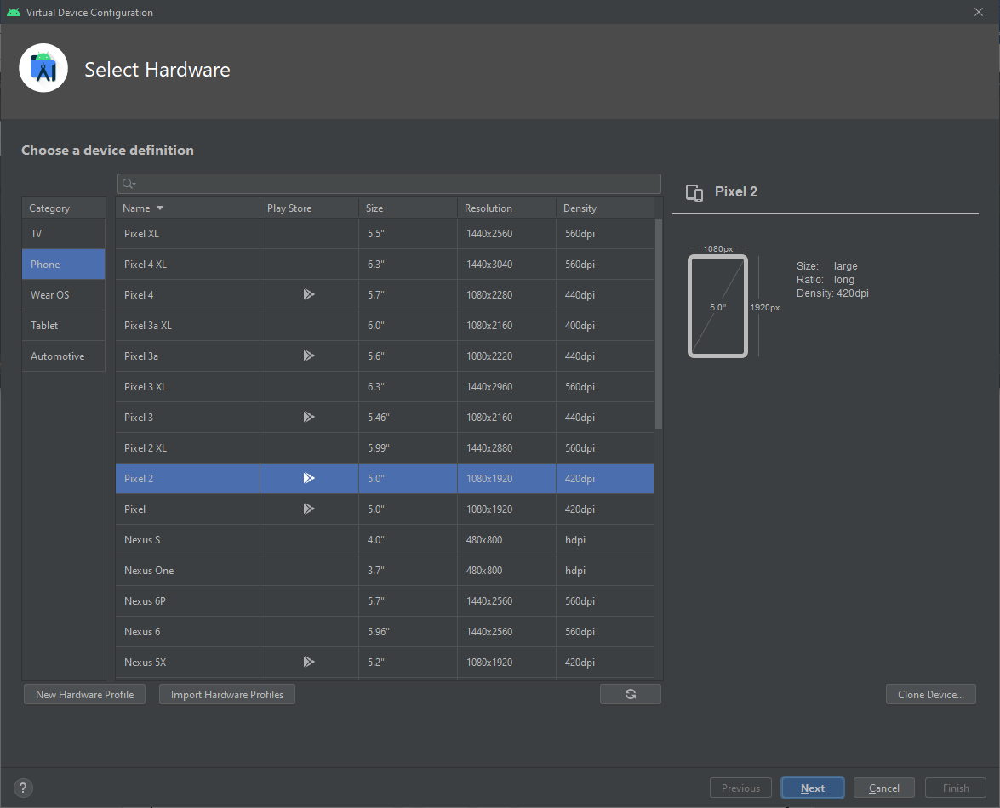 Virtual Device Configuration
Select Hardware
Choose a device definition
Category
TV
Phone
Wear OS
Tablet
Automotive
Name Play Store Size Resolution Density
Pixel XL 5.5" 1440x2560 560dpi
Pixel 4 XL 6.3" 1440x3040 560dpi
Pixel 4 5.7" 1080x2280 440dpi
Pixel 3a XL 6.0" 1080x2160 400dpi
Pixel 3a 5.6" 1080x2220 440dpi
Pixel 3 XL 6.3" 1440x2960 560dpi
Pixel 3 5.46" 1080x2160 440dpi
Pixel 2 XL 5.99" 1440x2880 560dpi
Pixel 2 5.0" 1080x1920 420dpi
Pixel 5.0" 1080x1920 420dpi
Nexus S 4.0" 480x800 hdpi
Nexus One 3.7" 480x800 hdpi
Nexus 6P 5.7" 1440x2560 560dpi
Nexus 6 5.96" 1440x2560 560dpi
Nexus 5X 5.2" 1080x1920 420dpi
Pixel 2
1080px
5.0"
1920px
Size: large
Ratio: long
Density: 420dpi
New Hardware Profile Import Hardware Profiles Clone Device...
? Previous Next Cancel Finish